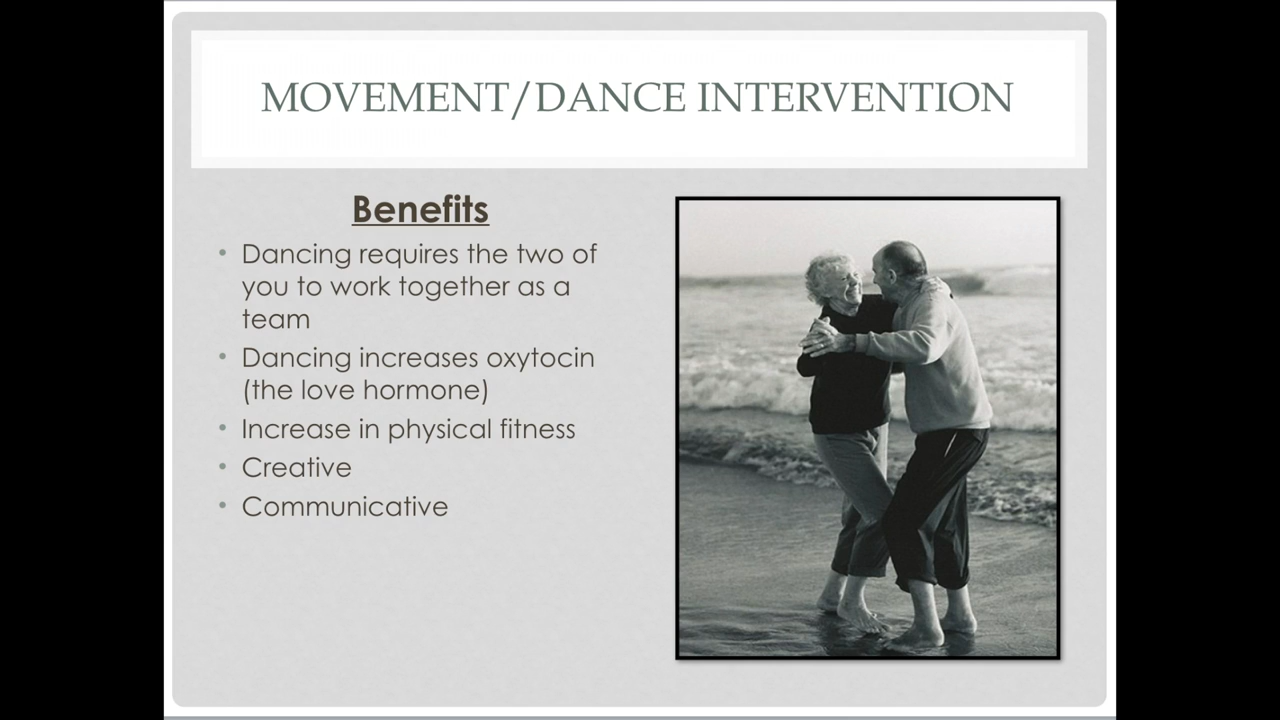 MOVEMENT/DANCE INTERVENTION
Benefits
• Dancing requires the two of
you to work together as a
team
• Dancing increases oxytocin
(the love hormone)
• Increase in physical fitness
• Creative
• Communicative